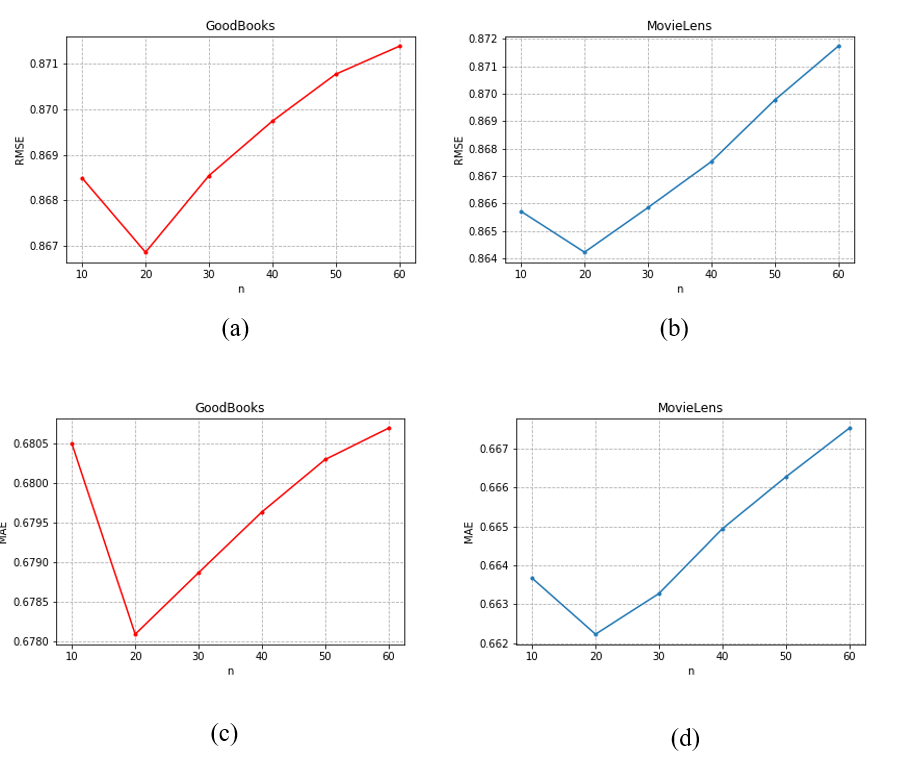 GoodBooks
RMSE
0.871
0.870
0.869
0.868
0.867
10 20 30 40 50 60
n
(a)
MovieLens
RMSE
0.872
0.871
0.870
0.869
0.868
0.867
0.866
0.865
0.864
10 20 30 40 50 60
n
(b)
GoodBooks
MAE
0.6805
0.6800
0.6795
0.6790
0.6785
0.6780
10 20 30 40 50 60
n
(c)
MovieLens
MAE
0.667
0.666
0.665
0.664
0.663
0.662
10 20 30 40 50 60
n
(d)